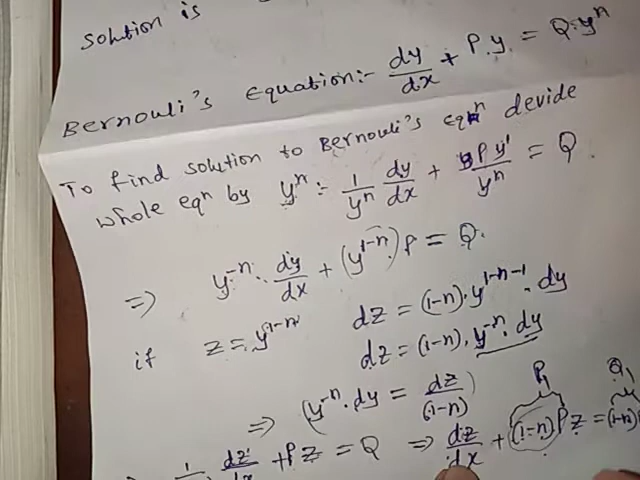 solution is
Bernouli's Equation:- dy/dx + P.y = Q.y^n
To find solution to Bernouli's eq^n devide
whole eq^n by y^n :- 1/y^n dy/dx + P y^1/y^n = Q.
=> y^-n . dy/dx + (y^1-n) P = Q.
if z = y^1-n dz = (1-n).y^1-n-1 . dy
dz = (1-n). y^-n . dy
=> (y^-n . dy = dz/(1-n))
P1 Q1
dz/dx + Pz = Q => dz/dx + (1-n) P z = (1-n)